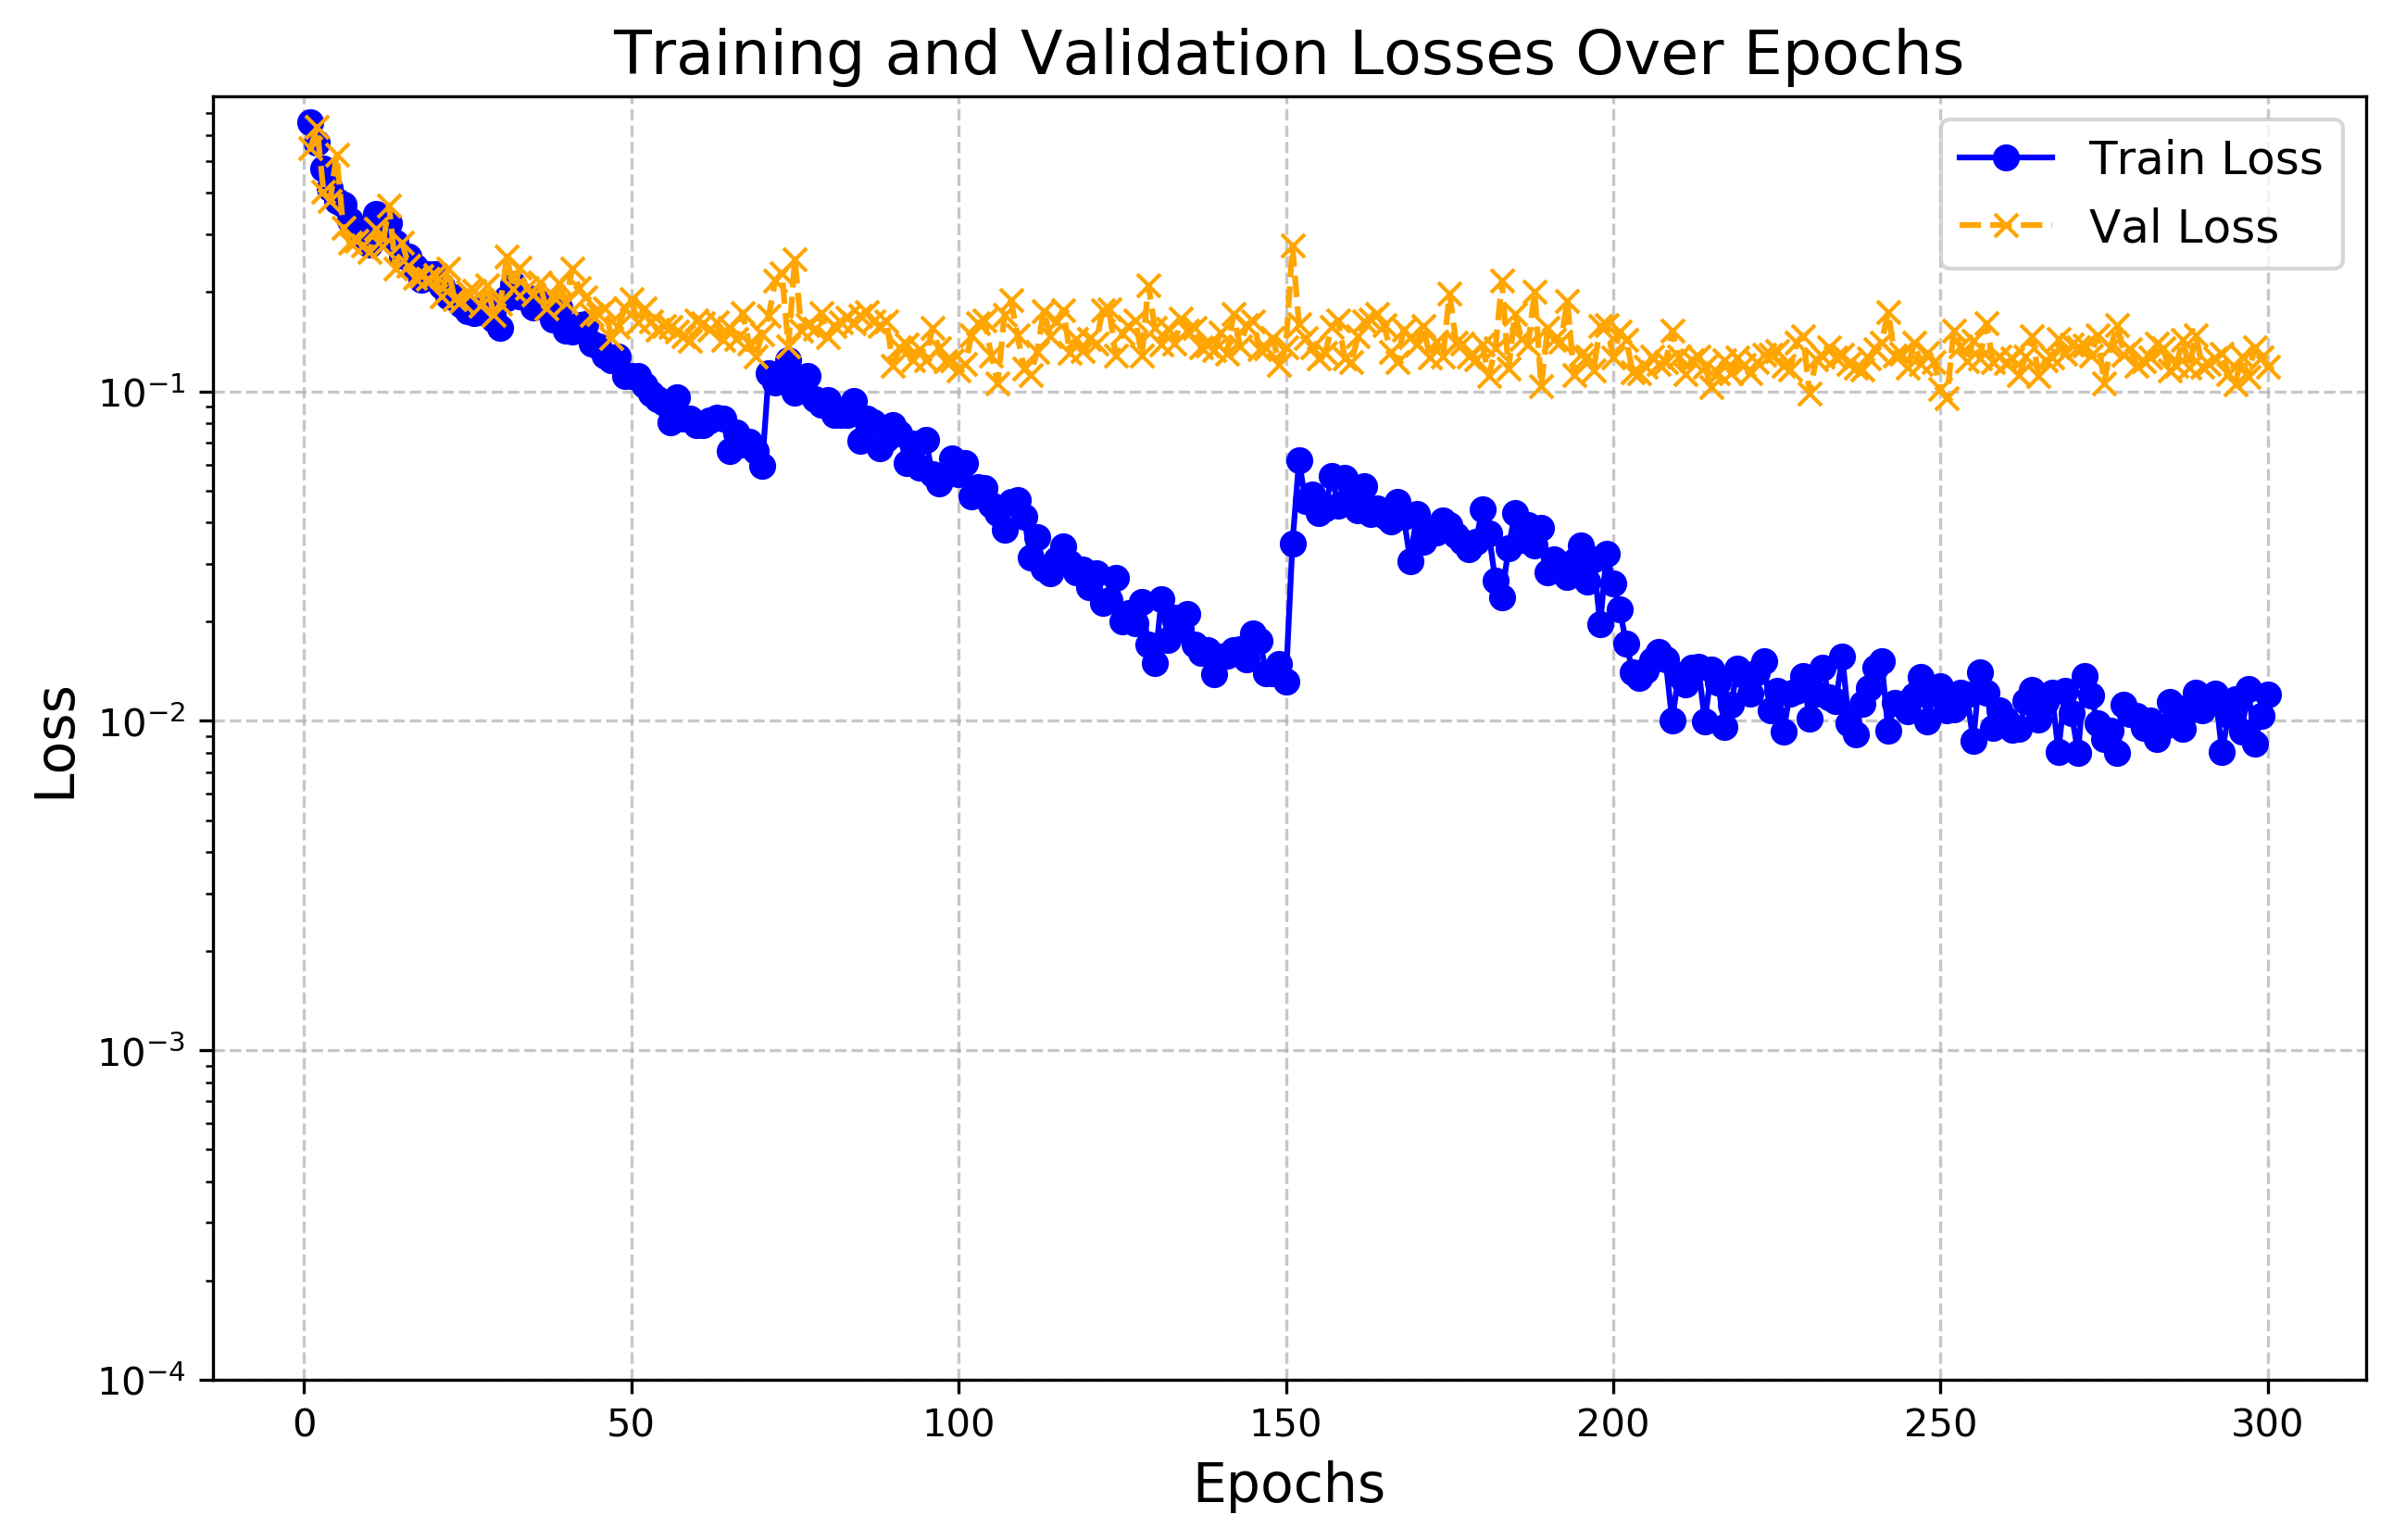 Training and Validation Losses Over Epochs
Train Loss
Val Loss
Loss
10⁻¹
10⁻²
10⁻³
10⁻⁴
0 50 100 150 200 250 300
Epochs